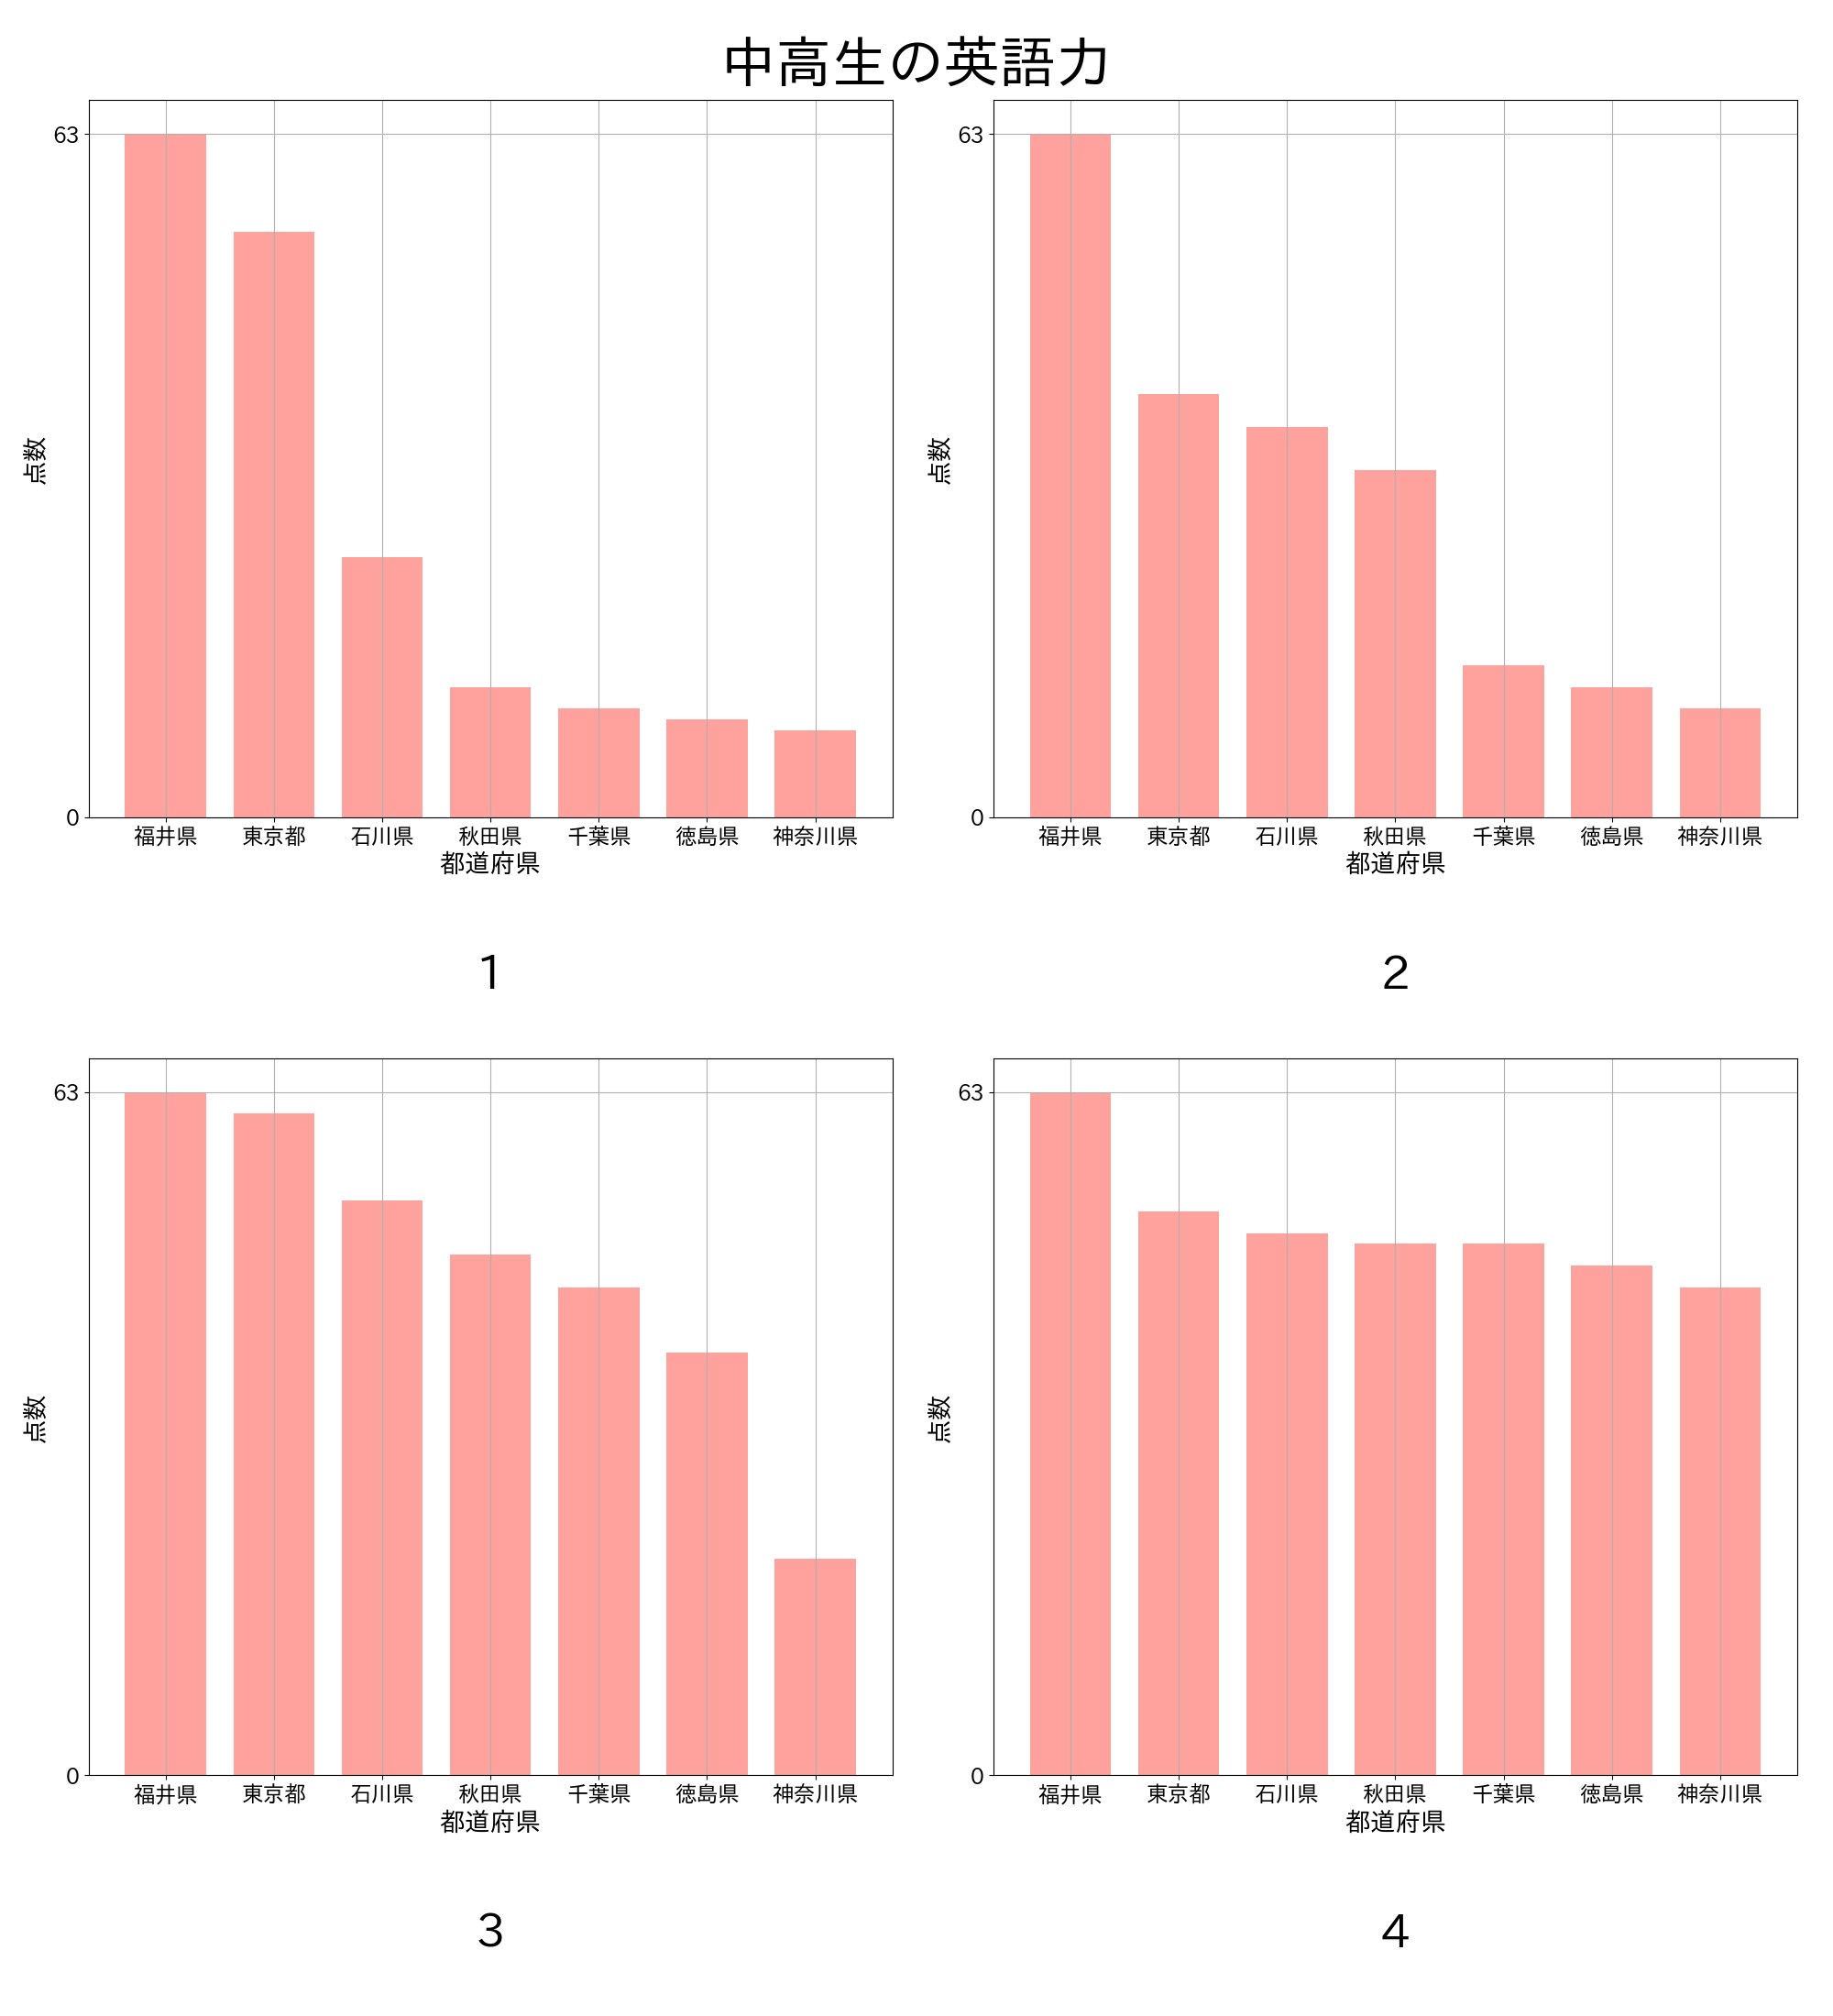 中高生の英語力
63
0
点数
福井県 東京都 石川県 秋田県 千葉県 徳島県 神奈川県
都道府県
1
63
0
点数
福井県 東京都 石川県 秋田県 千葉県 徳島県 神奈川県
都道府県
2
63
0
点数
福井県 東京都 石川県 秋田県 千葉県 徳島県 神奈川県
都道府県
3
63
0
点数
福井県 東京都 石川県 秋田県 千葉県 徳島県 神奈川県
都道府県
4